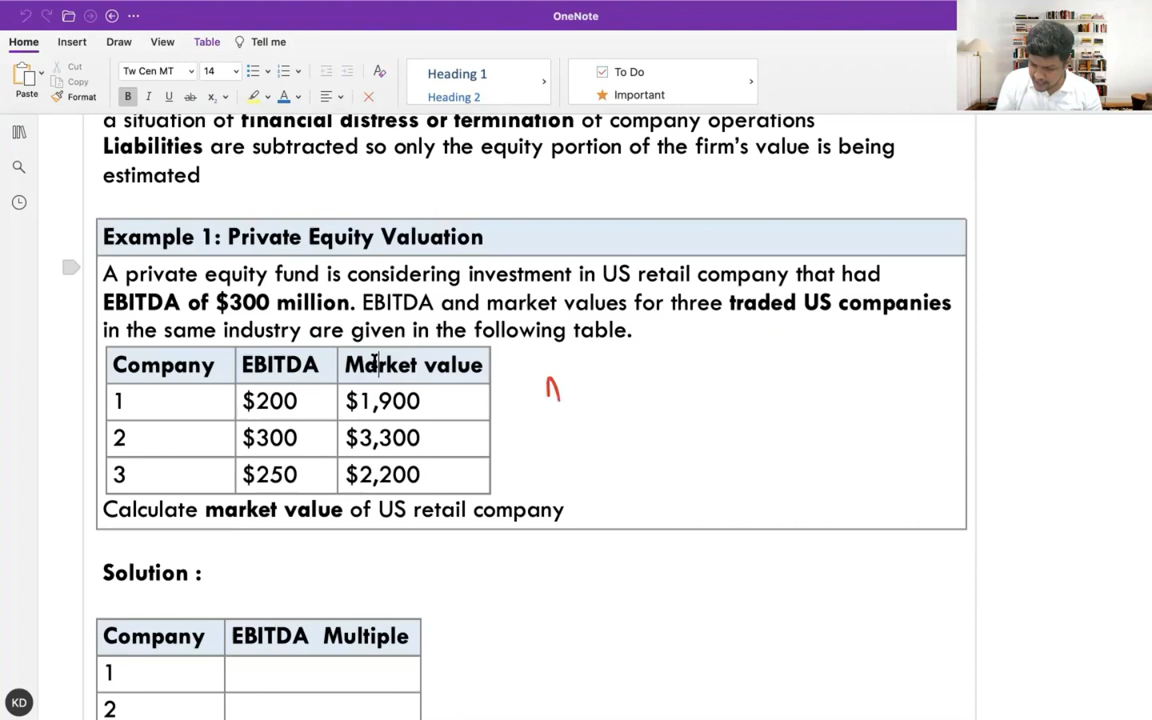 OneNote
Home Insert Draw View Table Tell me
Paste
Cut
Copy
Format
Tw Cen MT 14
B I U ab x₂ A
Heading 1
Heading 2
To Do
Important
a situation of financial distress or termination of company operations
Liabilities are subtracted so only the equity portion of the firm's value is being
estimated
Example 1: Private Equity Valuation
A private equity fund is considering investment in US retail company that had
EBITDA of $300 million. EBITDA and market values for three traded US companies
in the same industry are given in the following table.
Company EBITDA Market value
1 $200 $1,900
2 $300 $3,300
3 $250 $2,200
Calculate market value of US retail company
Solution :
Company EBITDA Multiple
1
2
KD